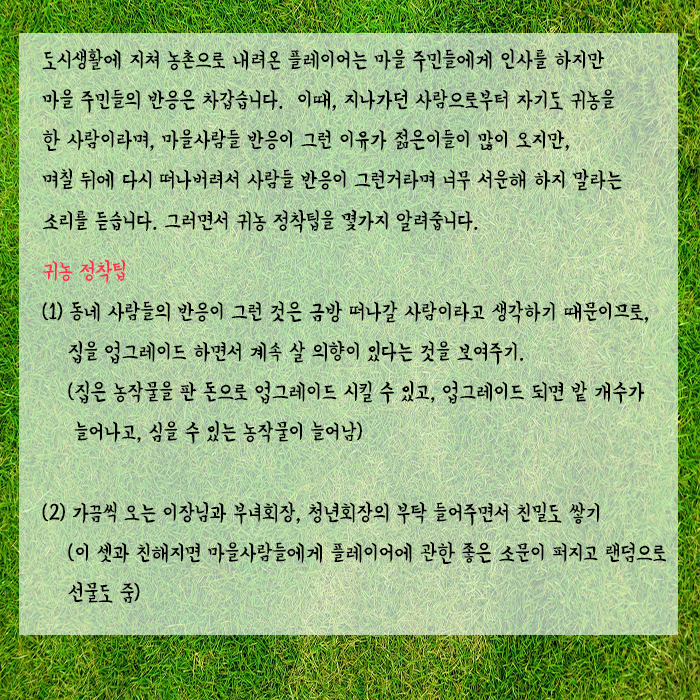 도시생활에 지쳐 농촌으로 내려온 플레이어는 마을 주민들에게 인사를 하지만
마을 주민들의 반응은 차갑습니다. 이때, 지나가던 사람으로부터 자기도 귀농을
한 사람이라며, 마을사람들 반응이 그런 이유가 젊은이들이 많이 오지만,
며칠 뒤에 다시 떠나버려서 사람들 반응이 그런거라며 너무 서운해 하지 말라는
소리를 듣습니다. 그러면서 귀농 정착팁을 몇가지 알려줍니다.
귀농 정착팁
(1) 동네 사람들의 반응이 그런 것은 금방 떠나갈 사람이라고 생각하기 때문이므로,
집을 업그레이드 하면서 계속 살 의향이 있다는 것을 보여주기.
(집은 농작물을 판 돈으로 업그레이드 시킬 수 있고, 업그레이드 되면 밭 개수가
늘어나고, 심을 수 있는 농작물이 늘어남)
(2) 가끔씩 오는 이장님과 부녀회장, 청년회장의 부탁 들어주면서 친밀도 쌓기
(이 셋과 친해지면 마을사람들에게 플레이어에 관한 좋은 소문이 퍼지고 랜덤으로
선물도 줌)